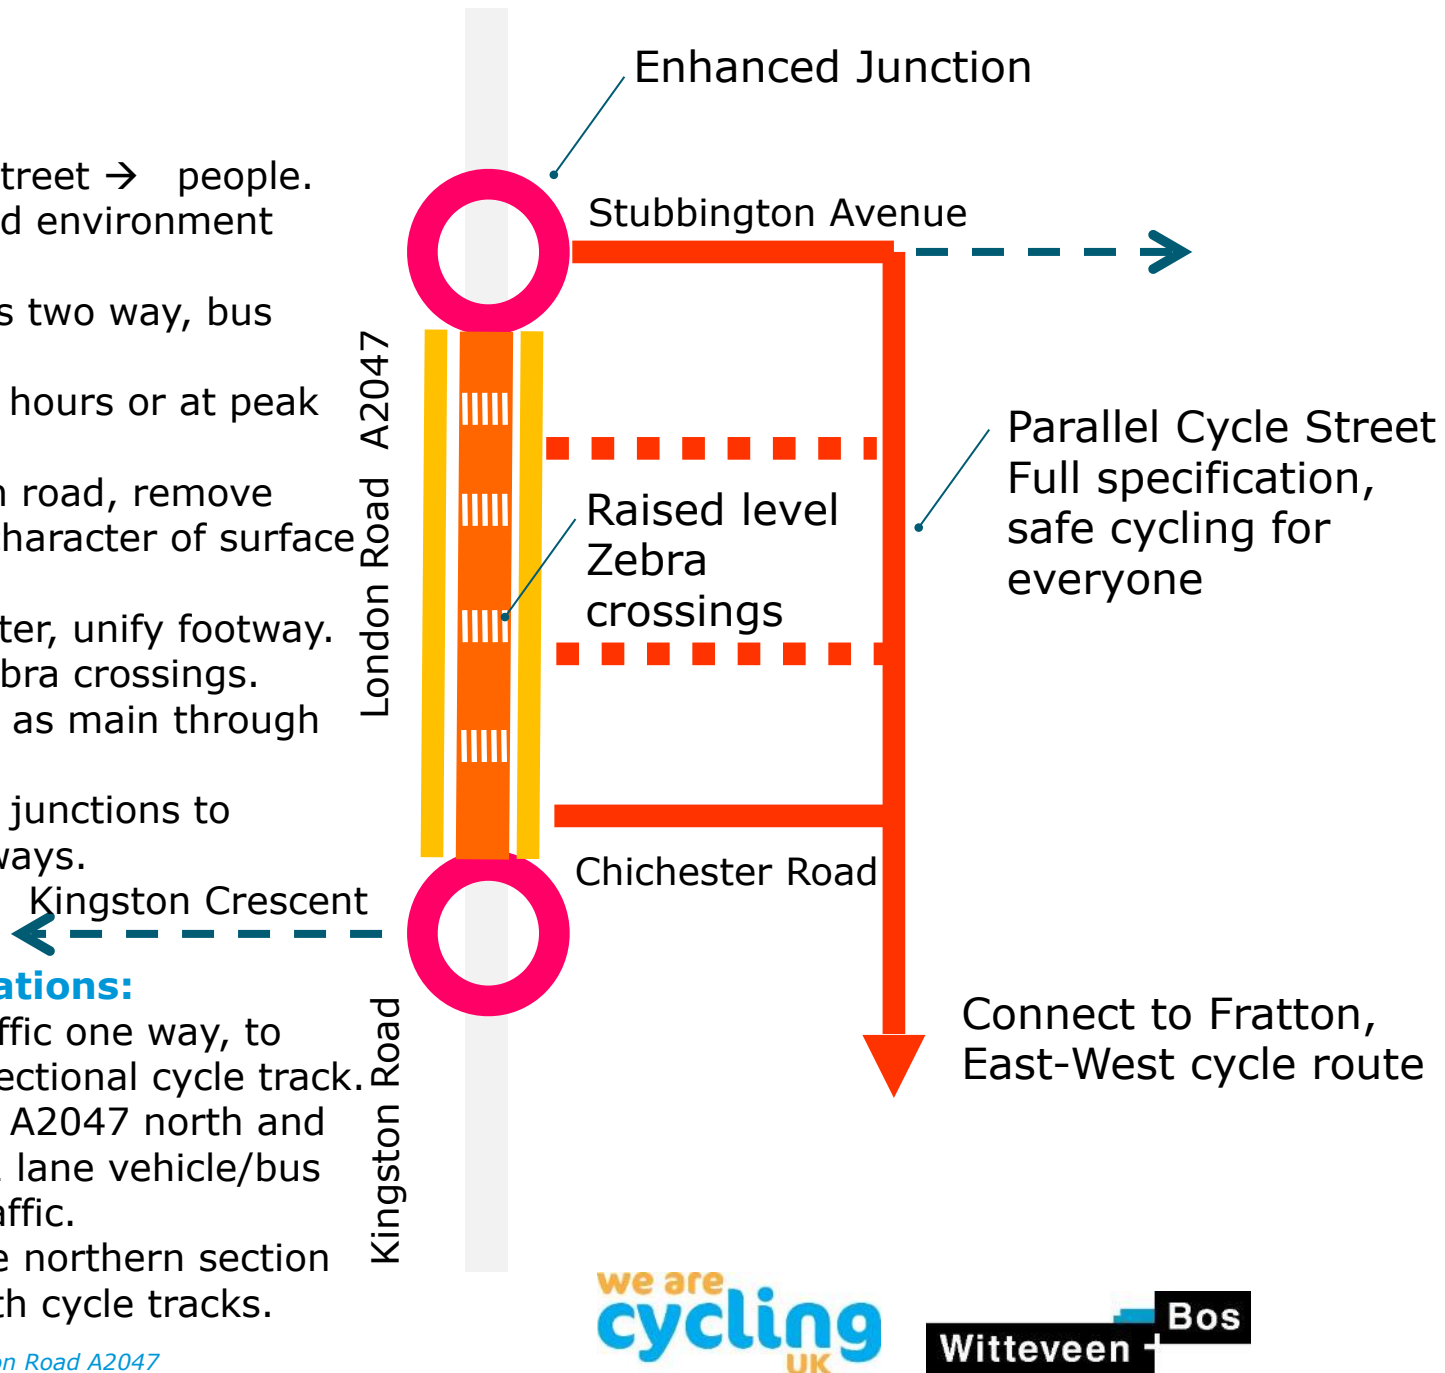 Enhanced Junction
treet → people.
d environment
Stubbington Avenue
s two way, bus
hours or at peak
London Road A2047
n road, remove
haracter of surface
Raised level
Zebra
crossings
Parallel Cycle Street
Full specification,
safe cycling for
everyone
ter, unify footway.
bra crossings.
as main through
junctions to
ways.
Chichester Road
Kingston Crescent
ations:
ffic one way, to
ectional cycle track.
A2047 north and
lane vehicle/bus
affic.
e northern section
th cycle tracks.
Kingston Road
Connect to Fratton,
East-West cycle route
on Road A2047
we are
cycling
UK
Witteveen +
Bos